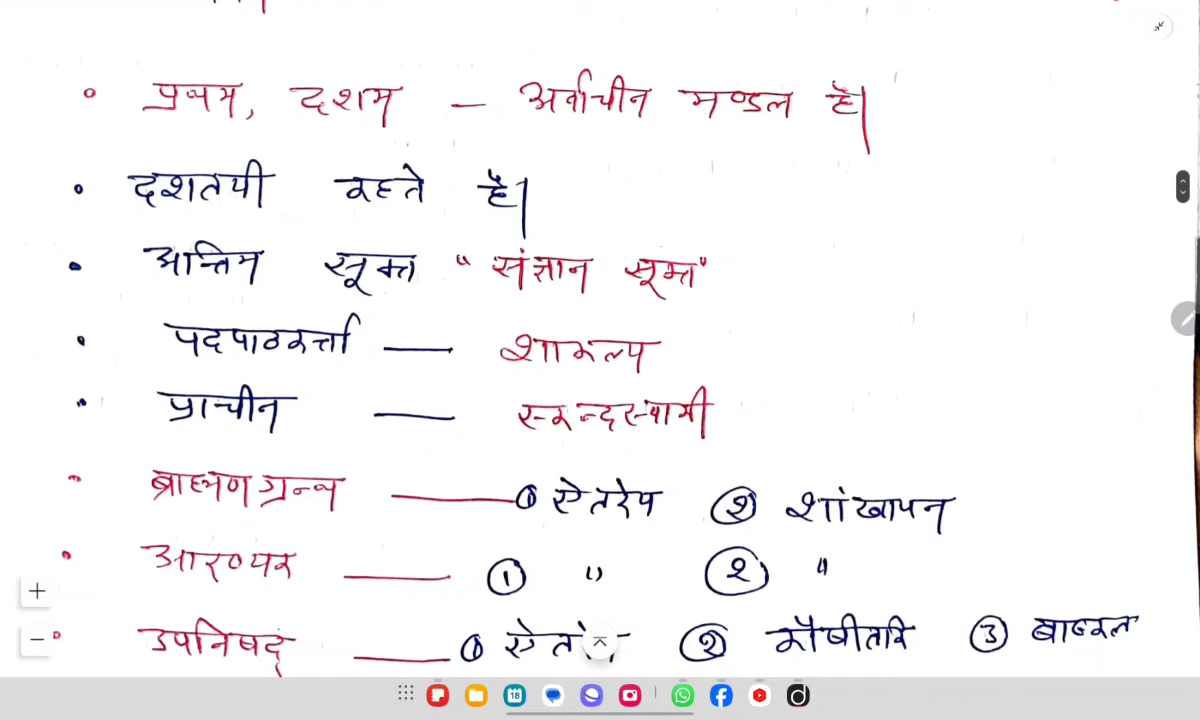 • प्रथम, दशम — अर्वाचीन मण्डल है।
• दशतयी कहते है।
• अन्तिम सूक्त "संज्ञान सूक्त"
• पदपाठकर्त्ता — शाकल्य
• प्राचीन — स्कन्दस्वामी
• ब्राह्मणग्रन्थ — ① ऐतरेय ② शांखायन
• आरण्यक — ① " ② "
• उपनिषद् — ① ② कौषीतकि ③ बाष्कल
18